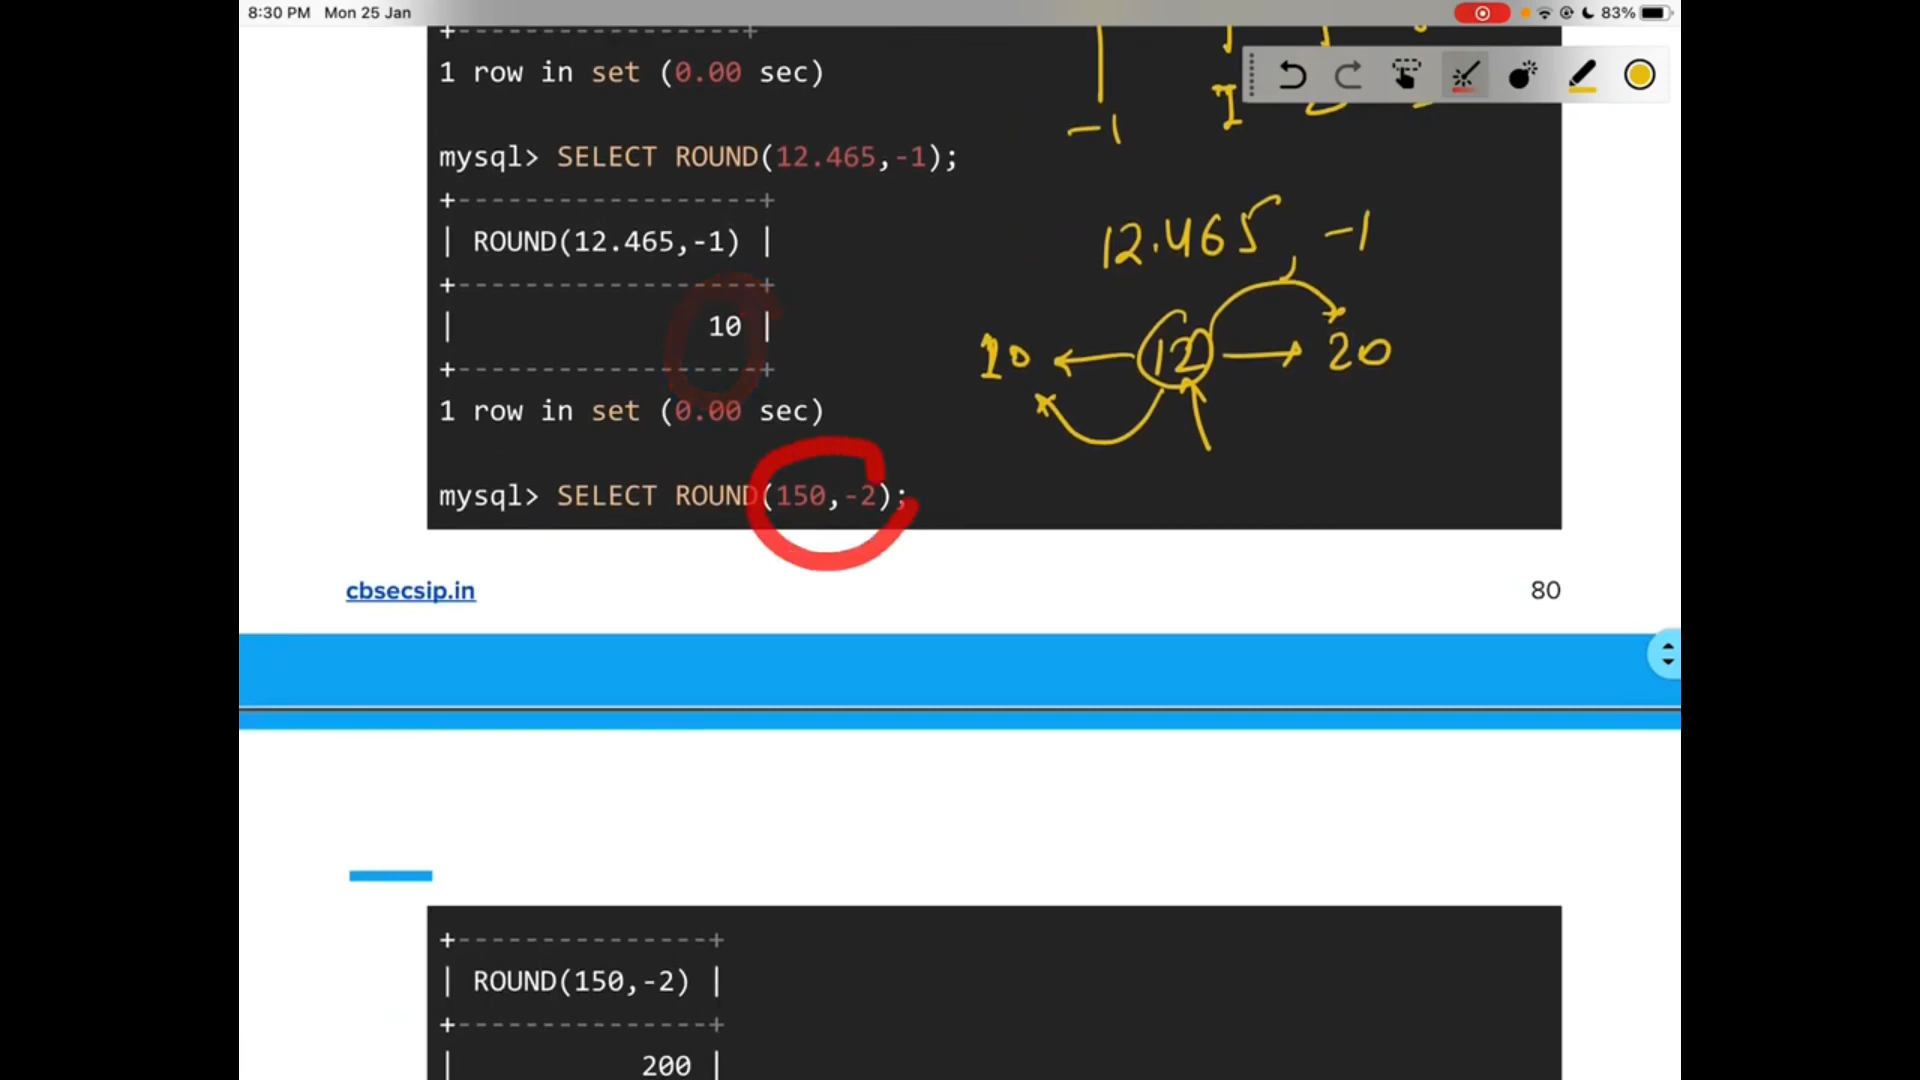 8:30 PM Mon 25 Jan 83%
+------------------+
1 row in set (0.00 sec)
-1
mysql> SELECT ROUND(12.465,-1);
+------------------+
| ROUND(12.465,-1) |
+------------------+
| 10 |
+------------------+
1 row in set (0.00 sec)
12.465, -1
10 12 20
mysql> SELECT ROUND(150,-2);
cbsecsip.in
80
+---------------+
| ROUND(150,-2) |
+---------------+
| 200 |